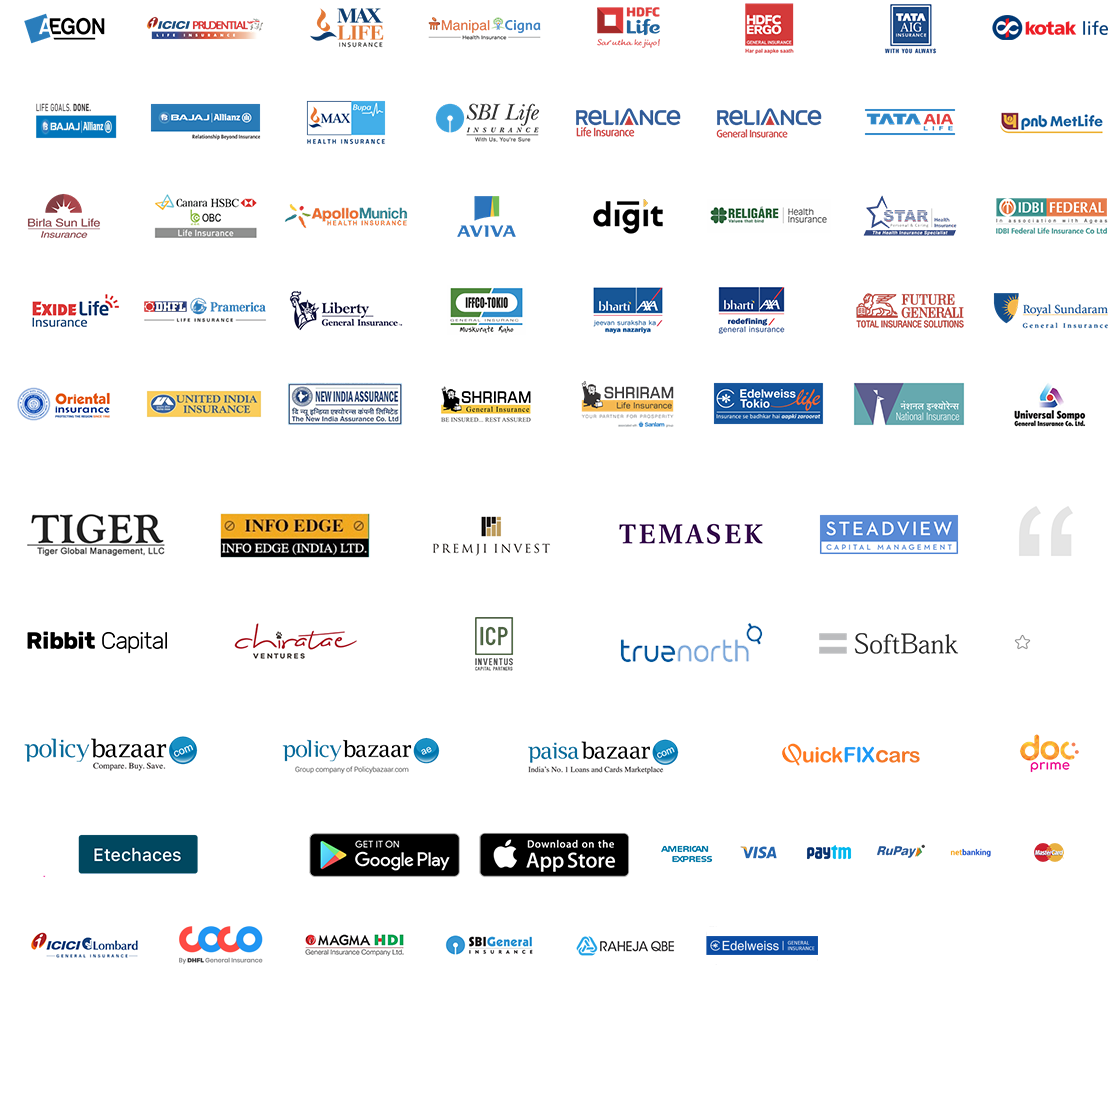 AEGON
ICICI PRUDENTIAL
LIFE INSURANCE
MAX
LIFE
INSURANCE
Manipal Cigna
Health Insurance
HDFC
Life
Sar utha ke jiyo!
HDFC
ERGO
GENERAL INSURANCE
Har pal aapke saath
TATA
AIG
INSURANCE
WITH YOU ALWAYS
kotak life
LIFE GOALS. DONE.
BAJAJ Allianz
BAJAJ Allianz
Relationship Beyond Insurance
MAX Bupa
HEALTH INSURANCE
SBI Life
INSURANCE
With Us, You're Sure
RELIANCE
Life Insurance
RELIANCE
General Insurance
TATA AIA
LIFE
pnb MetLife
Birla Sun Life
Insurance
Canara HSBC
OBC
Life Insurance
ApolloMunich
HEALTH INSURANCE
AVIVA
digit
RELIGARE Health
Values that bind Insurance
STAR Health
Personal & Caring Insurance
The Health Insurance Specialist
IDBI FEDERAL
In association with Ageas
IDBI Federal Life Insurance Co Ltd
EXIDE Life
Insurance
DHFL Pramerica
LIFE INSURANCE
Liberty
General Insurance
IFFCO-TOKIO
GENERAL INSURANC
Muskurate Raho
bharti AXA
jeevan suraksha ka
naya nazariya
bharti AXA
redefining
general insurance
FUTURE
GENERALI
TOTAL INSURANCE SOLUTIONS
Royal Sundaram
General Insurance
Oriental
insurance
UNITED INDIA
INSURANCE
NEW INDIA ASSURANCE
दि न्यू इन्डिया एश्योरन्स कंपनी लिमिटेड
The New India Assurance Co. Ltd
SHRIRAM
General Insurance
BE INSURED... REST ASSURED
SHRIRAM
Life Insurance
YOUR PARTNER FOR PROSPERITY
Sanlam
Edelweiss
Tokio life
Insurance se badhkar hai aapki zaroorat
नेशनल इन्श्योरेन्स
National Insurance
Universal Sompo
General Insurance Co. Ltd.
TIGER
Tiger Global Management, LLC
INFO EDGE
INFO EDGE (INDIA) LTD.
PREMJI INVEST
TEMASEK
STEADVIEW
CAPITAL MANAGEMENT
“
Ribbit Capital
chiratae
VENTURES
ICP
INVENTUS
CAPITAL PARTNERS
truenorth
SoftBank
policybazaar com
Compare. Buy. Save.
policybazaar ae
Group company of Policybazaar.com
paisabazaar com
India's No. 1 Loans and Cards Marketplace
QuickFIXcars
doc
prime
Etechaces
GET IT ON
Google Play
Download on the
App Store
AMERICAN
EXPRESS
VISA
paytm
RuPay
netbanking
MasterCard
ICICI Lombard
GENERAL INSURANCE
COCO
By DHFL General Insurance
MAGMA HDI
General Insurance Company Ltd.
SBI General
INSURANCE
RAHEJA QBE
Edelweiss GENERAL
INSURANCE